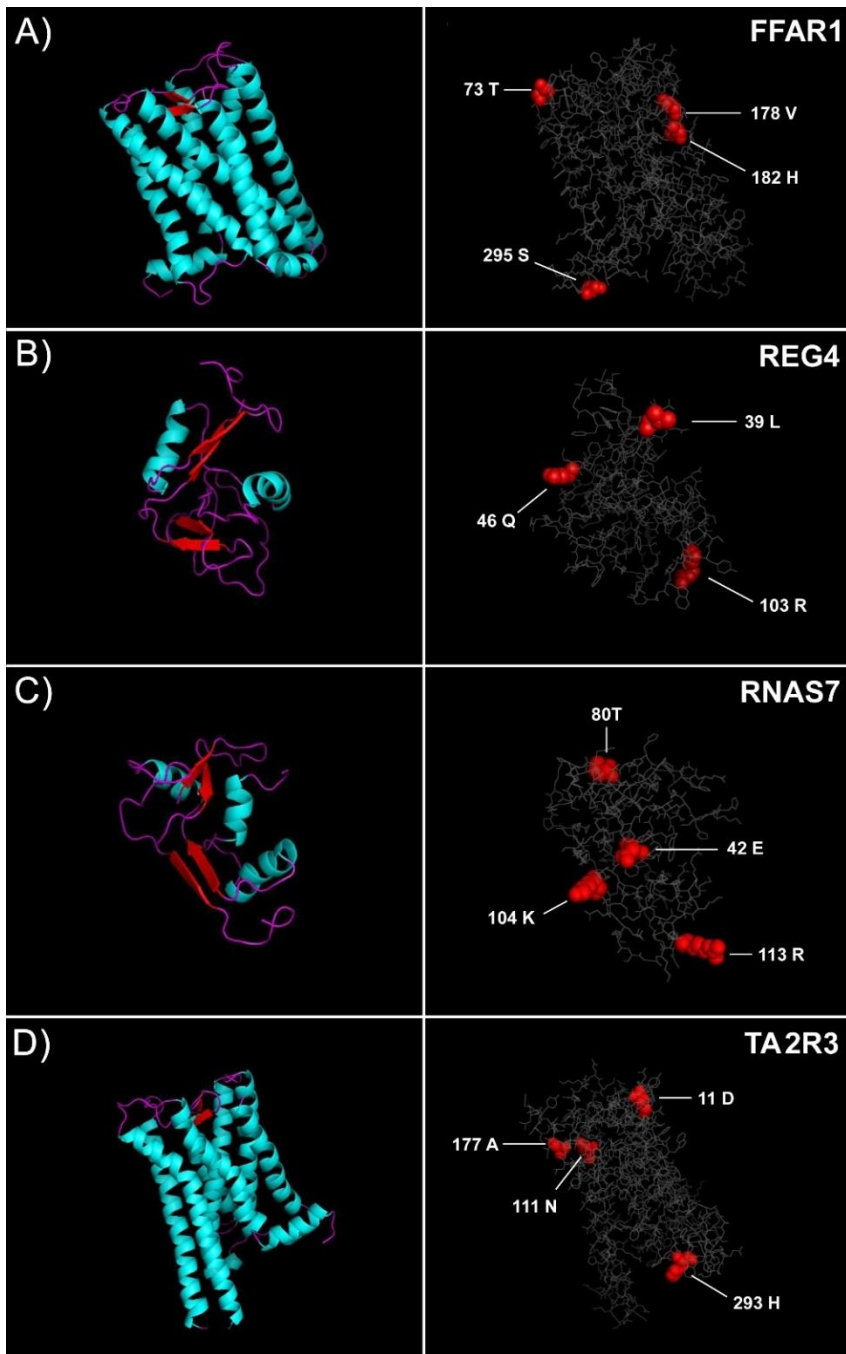 A)
FFAR1
73 T
178 V
182 H
295 S
B)
REG4
39 L
46 Q
103 R
C)
RNAS7
80T
42 E
104 K
113 R
D)
TA2R3
11 D
177 A
111 N
293 H